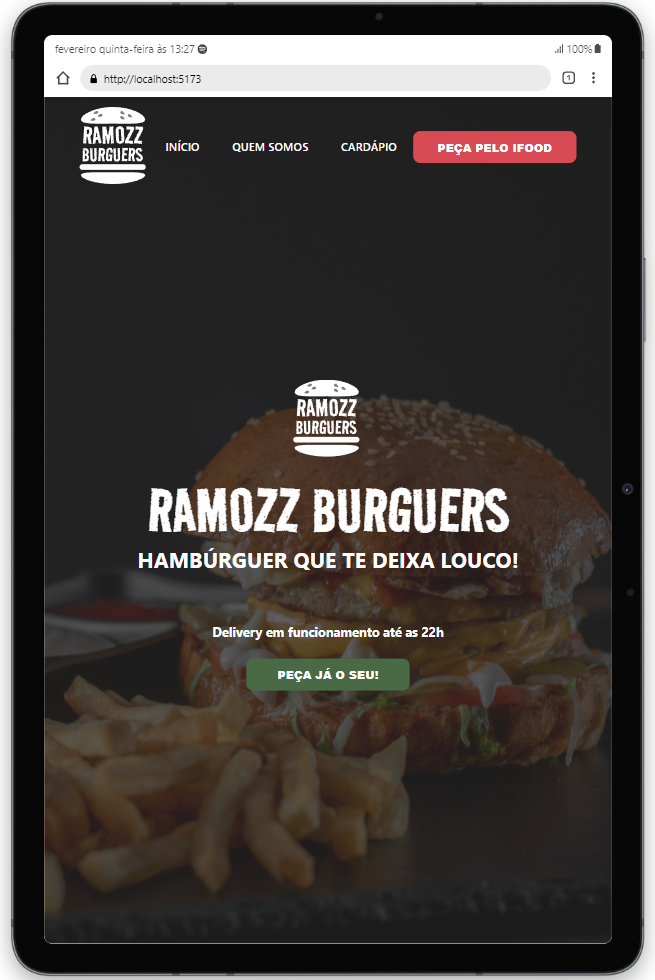 fevereiro quinta-feira às 13:27
100%
http://localhost:5173
1
RAMOZZ
BURGUERS
INÍCIO QUEM SOMOS CARDÁPIO PEÇA PELO IFOOD
RAMOZZ
BURGUERS
RAMOZZ BURGUERS
HAMBÚRGUER QUE TE DEIXA LOUCO!
Delivery em funcionamento até as 22h
PEÇA JÁ O SEU!